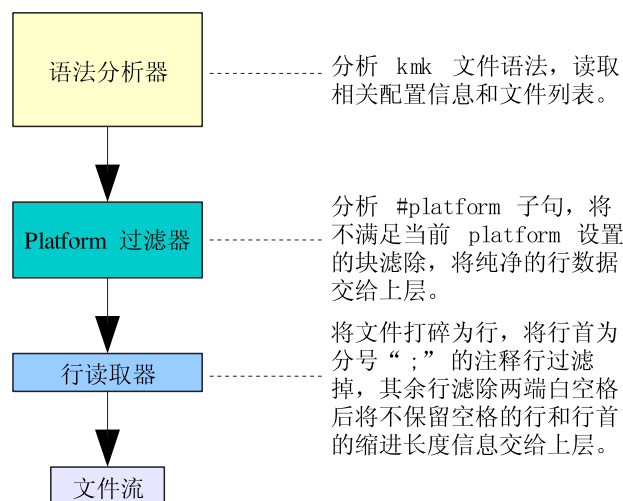 语法分析器
分析 kmk 文件语法，读取
相关配置信息和文件列表。
Platform 过滤器
分析 #platform 子句，将
不满足当前 platform 设置
的块滤除，将纯净的行数据
交给上层。
行读取器
将文件打碎为行，将行首为
分号“;”的注释行过滤
掉，其余行滤除两端白空格
后将不保留空格的行和行首
的缩进长度信息交给上层。
文件流